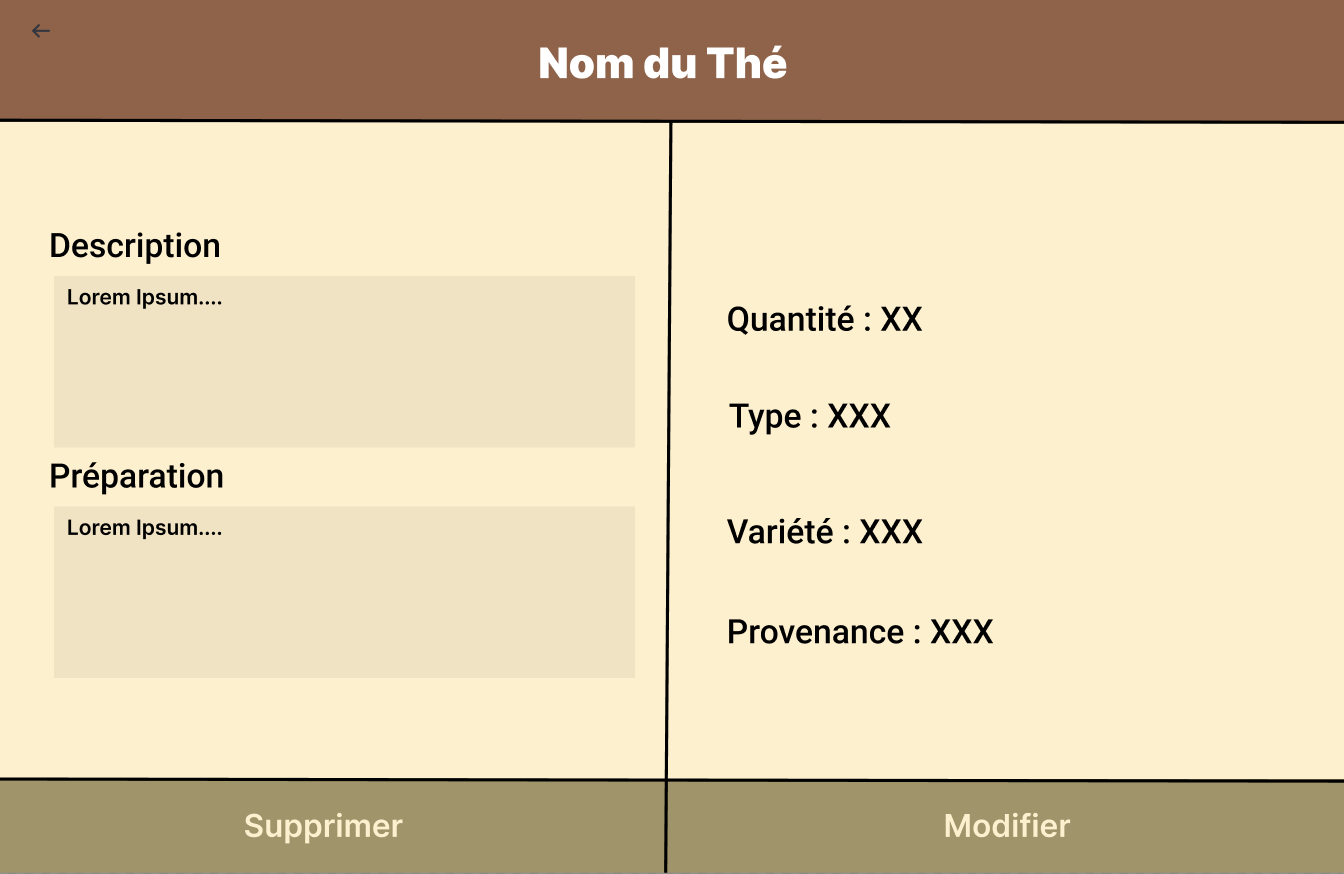 Nom du Thé
Description
Lorem Ipsum....
Préparation
Lorem Ipsum....
Quantité : XX
Type : XXX
Variété : XXX
Provenance : XXX
Supprimer
Modifier